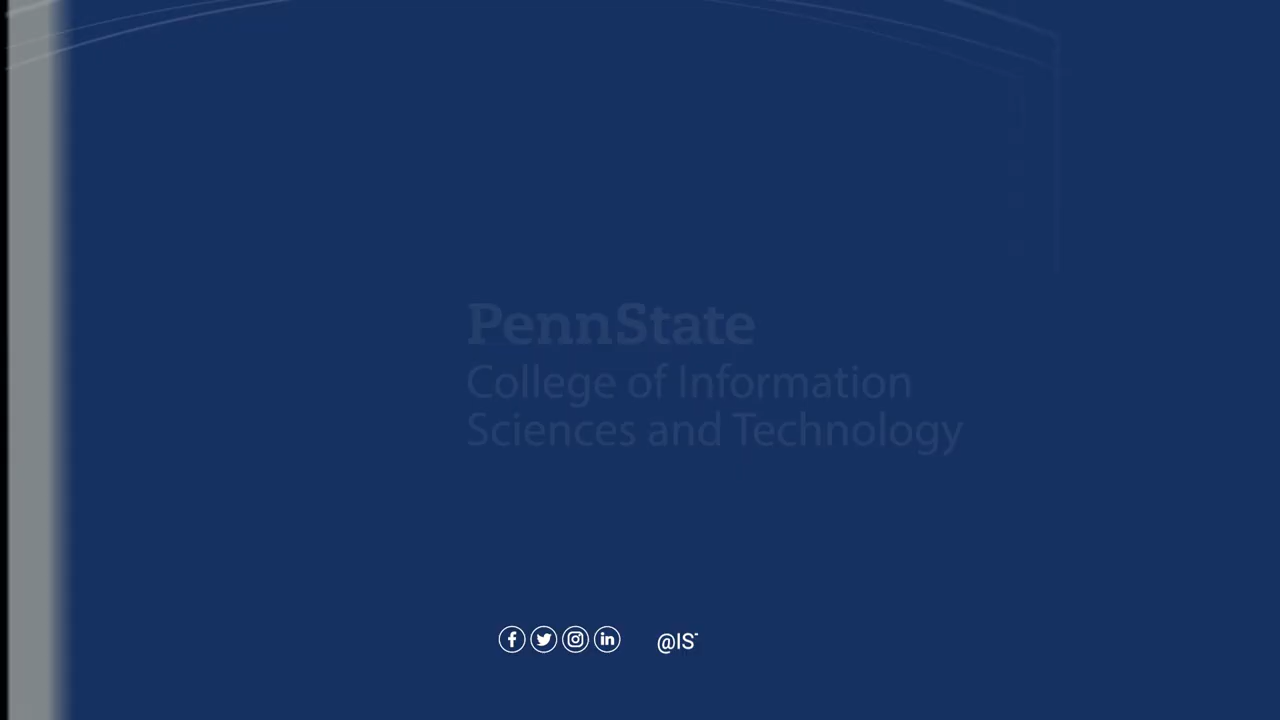 PennState
College of Information
Sciences and Technology
@IS